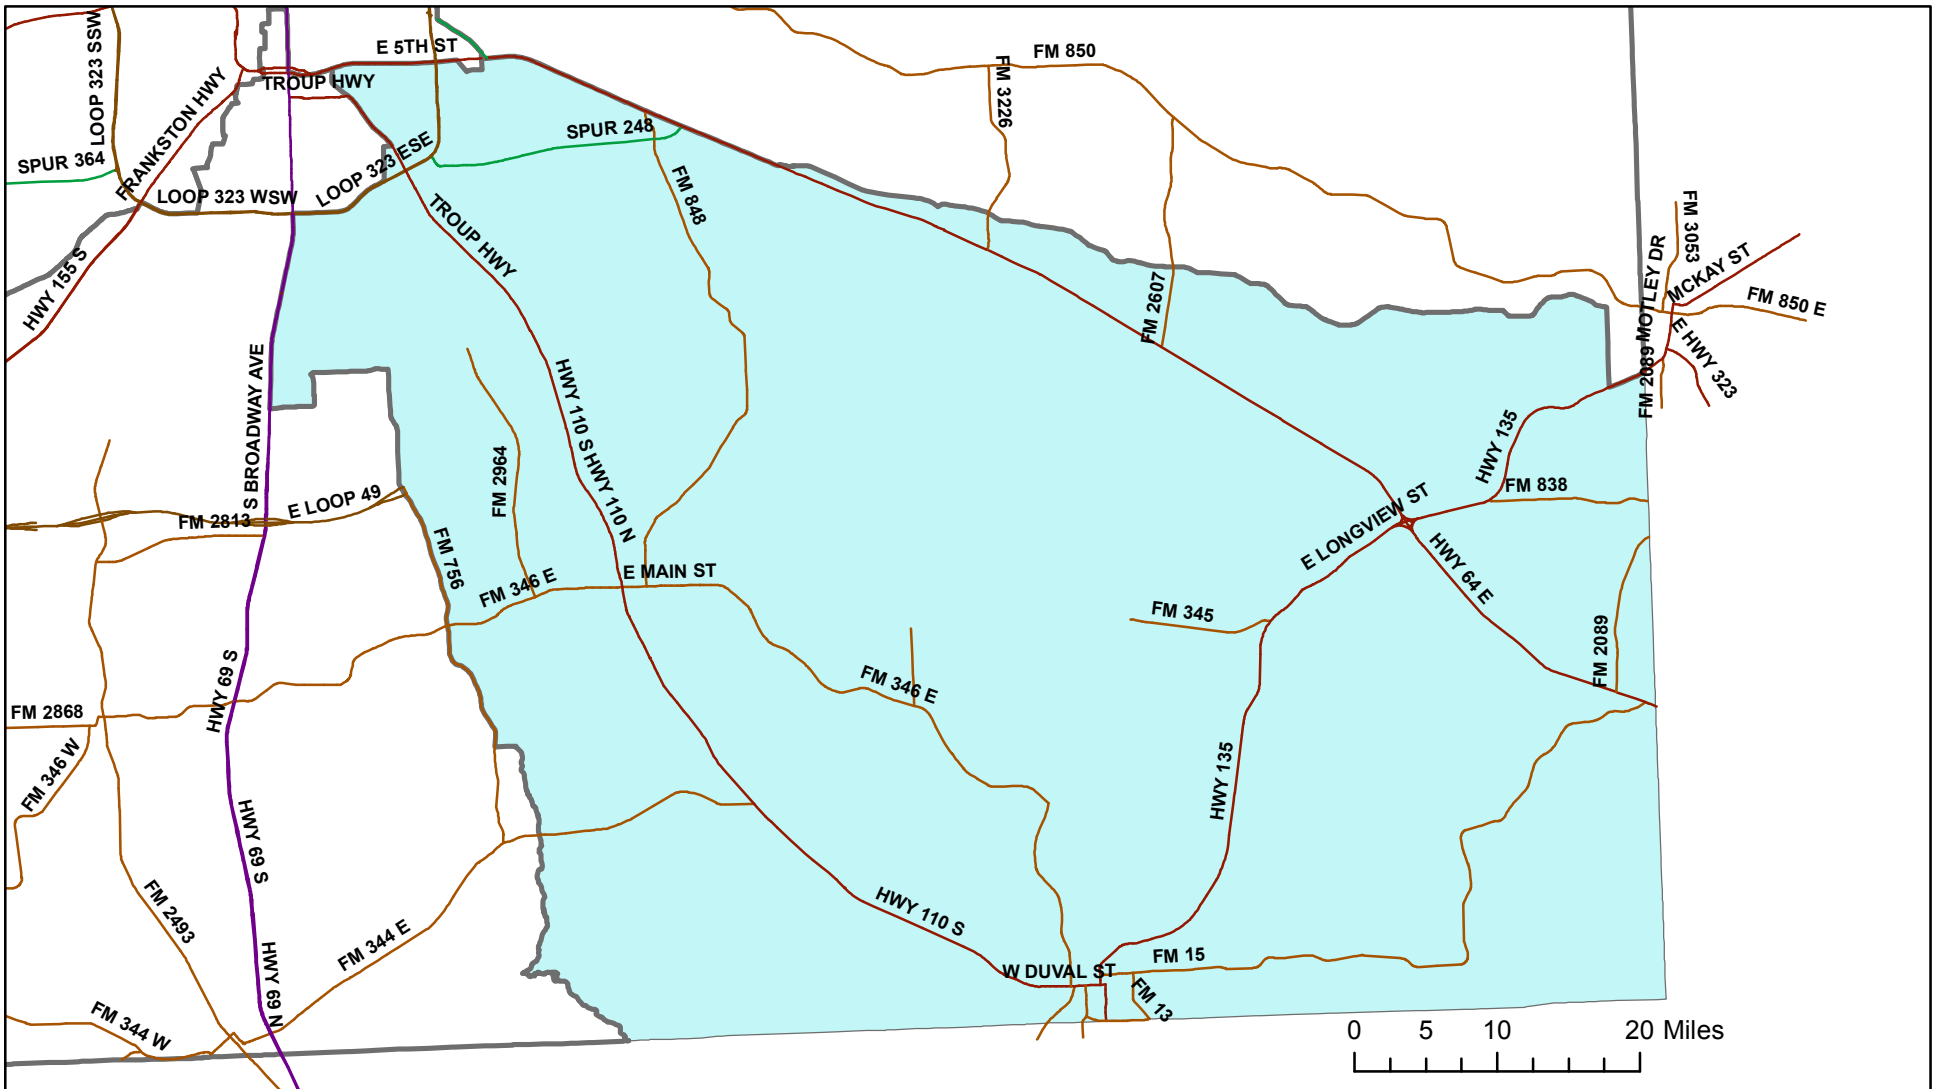 LOOP 323 SSW
E 5TH ST
FM 850
TROUP HWY
FM 3226
FRANKSTON HWY
SPUR 364
SPUR 248
LOOP 323 ESE
LOOP 323 WSW
FM 848
TROUP HWY
HWY 155 S
FM 3053
MOTLEY DR
MCKAY ST
FM 850 E
FM 2607
E HWY 323
FM 2089
S BROADWAY AVE
HWY 110 S
HWY 135
FM 2964
HWY 110 N
E LOOP 49
FM 2813
FM 838
E LONGVIEW ST
FM 756
HWY 64 E
FM 346 E
E MAIN ST
FM 345
FM 2089
HWY 69 S
FM 346 E
FM 2868
FM 346 W
HWY 135
HWY 69 S
FM 2493
HWY 110 S
FM 344 E
HWY 69 N
FM 15
W DUVAL ST
FM 13
FM 344 W
0 5 10 20 Miles